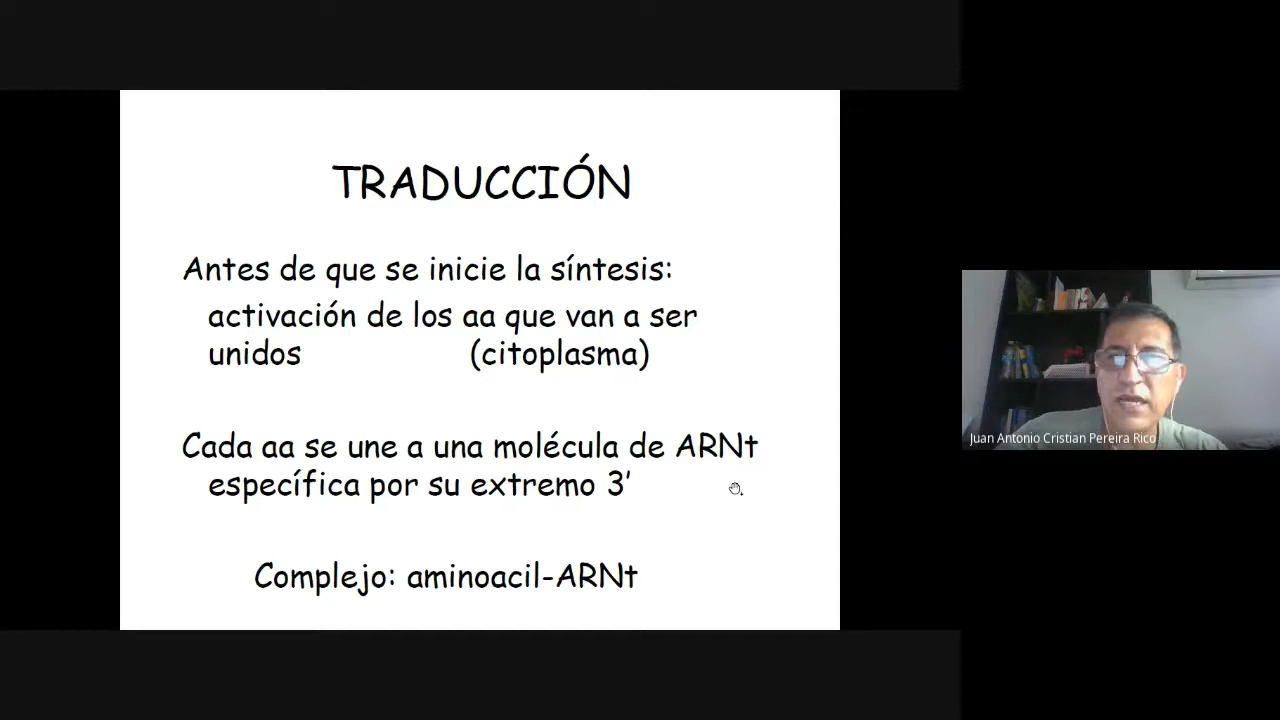 TRADUCCIÓN
Antes de que se inicie la síntesis:
activación de los aa que van a ser
unidos (citoplasma)
Cada aa se une a una molécula de ARNt
específica por su extremo 3'
Complejo: aminoacil-ARNt
Juan Antonio Cristian Pereira Rico